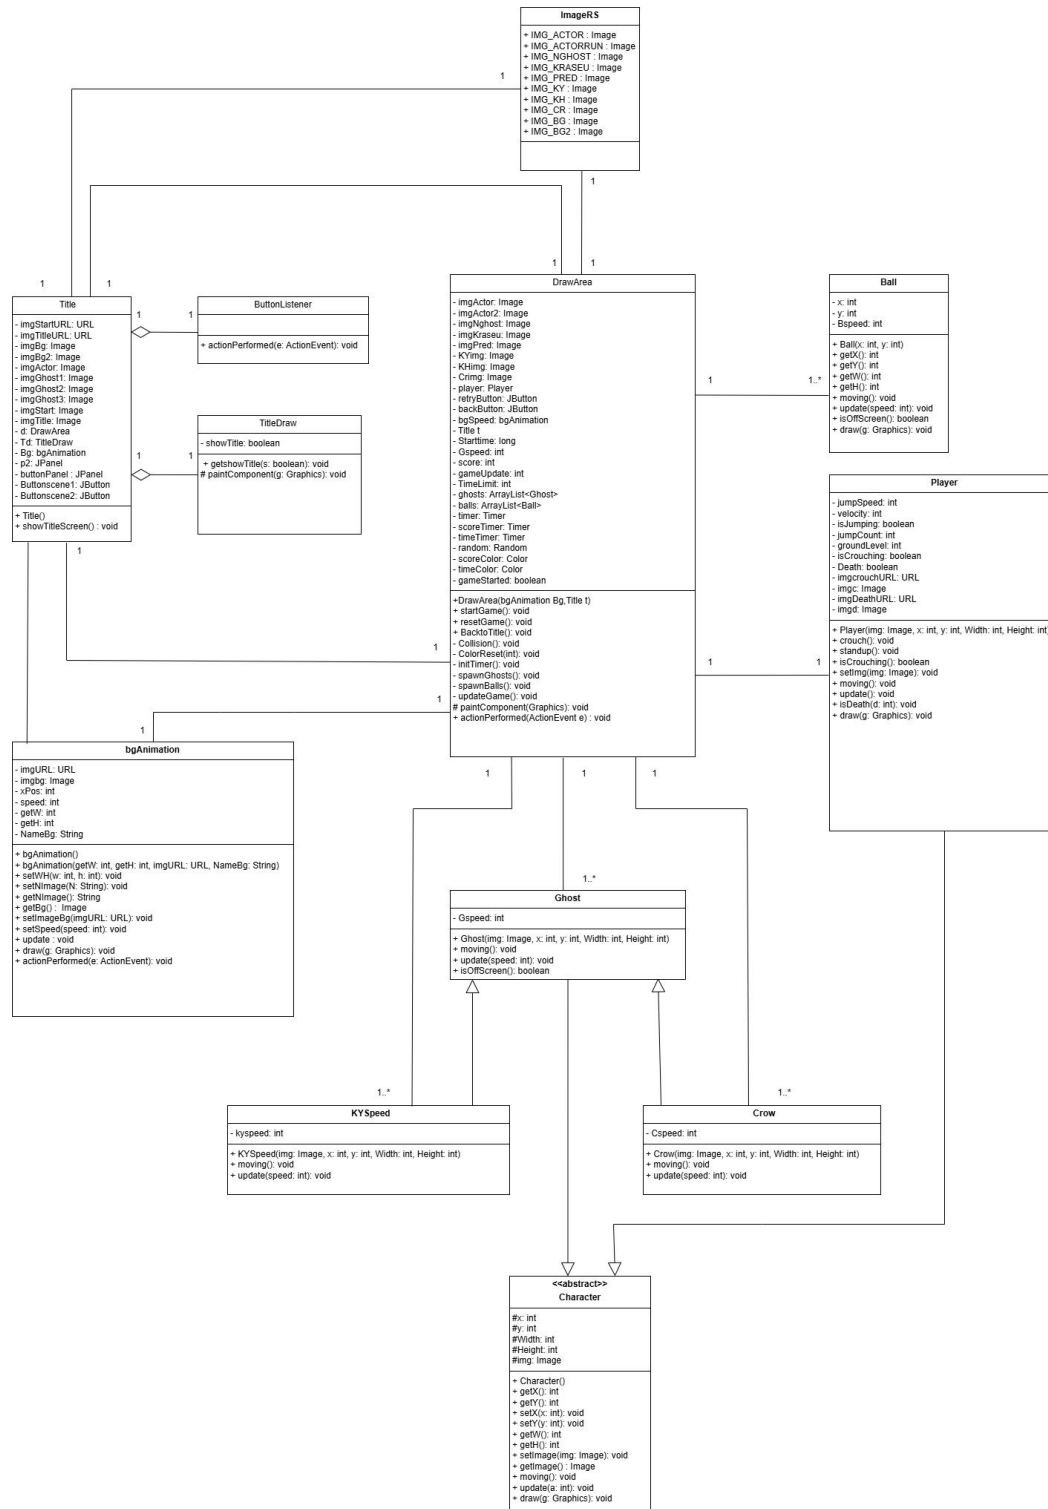 ImageRS
+ IMG_ACTOR : Image
+ IMG_ACTORRUN : Image
+ IMG_NGHOST : Image
+ IMG_KRASEU : Image
+ IMG_PRED : Image
+ IMG_KY : Image
+ IMG_KH : Image
+ IMG_CR : Image
+ IMG_BG : Image
+ IMG_BG2 : Image
1
1
1
1
1
1
Title
- imgStartURL: URL
- imgTitleURL: URL
- imgBg: Image
- imgBg2: Image
- imgActor: Image
- imgGhost1: Image
- imgGhost2: Image
- imgGhost3: Image
- imgStart: Image
- imgTitle: Image
- d: DrawArea
- Td: TitleDraw
- Bg: bgAnimation
- p2: JPanel
- buttonPanel : JPanel
- Buttonscene1: JButton
- Buttonscene2: JButton
+ Title()
+ showTitleScreen() : void
1
1
ButtonListener
+ actionPerformed(e: ActionEvent): void
1
1
TitleDraw
- showTitle: boolean
+ getshowTitle(s: boolean): void
# paintComponent(g: Graphics): void
1
DrawArea
- imgActor: Image
- imgActor2: Image
- imgNghost: Image
- imgKraseu: Image
- imgPred: Image
- KYimg: Image
- KHimg: Image
- Crimg: Image
- player: Player
- retryButton: JButton
- backButton: JButton
- bgSpeed: bgAnimation
- Title t
- Starttime: long
- Gspeed: int
- score: int
- gameUpdate: int
- TimeLimit: int
- ghosts: ArrayList<Ghost>
- balls: ArrayList<Ball>
- timer: Timer
- scoreTimer: Timer
- timeTimer: Timer
- random: Random
- scoreColor: Color
- timeColor: Color
- gameStarted: boolean
+DrawArea(bgAnimation Bg,Title t)
+ startGame(): void
+ resetGame(): void
+ BacktoTitle(): void
- Collision(): void
- ColorReset(int): void
- initTimer(): void
- spawnGhosts(): void
- spawnBalls(): void
- updateGame(): void
# paintComponent(Graphics): void
+ actionPerformed(ActionEvent e) : void
1
1
1
1..*
Ball
- x: int
- y: int
- Bspeed: int
+ Ball(x: int, y: int)
+ getX(): int
+ getY(): int
+ getW(): int
+ getH(): int
+ moving(): void
+ update(speed: int): void
+ isOffScreen(): boolean
+ draw(g: Graphics): void
1
1
Player
- jumpSpeed: int
- velocity: int
- isJumping: boolean
- jumpCount: int
- groundLevel: int
- isCrouching: boolean
- Death: boolean
- imgcrouchURL: URL
- imgc: Image
- imgDeathURL: URL
- imgd: Image
+ Player(img: Image, x: int, y: int, Width: int, Height: int)
+ crouch(): void
+ standup(): void
+ isCrouching(): boolean
+ setImg(img: Image): void
+ moving(): void
+ update(): void
+ isDeath(d: int): void
+ draw(g: Graphics): void
1
bgAnimation
- imgURL: URL
- imgbg: Image
- xPos: int
- speed: int
- getW: int
- getH: int
- NameBg: String
+ bgAnimation()
+ bgAnimation(getW: int, getH: int, imgURL: URL, NameBg: String)
+ setWH(w: int, h: int): void
+ setNImage(N: String): void
+ getNImage(): String
+ getBg() :  Image
+ setImageBg(imgURL: URL): void
+ setSpeed(speed: int): void
+ update : void
+ draw(g: Graphics): void
+ actionPerformed(e: ActionEvent): void
1
1
1
1..*
Ghost
- Gspeed: int
+ Ghost(img: Image, x: int, y: int, Width: int, Height: int)
+ moving(): void
+ update(speed: int): void
+ isOffScreen(): boolean
1..*
KYSpeed
- kyspeed: int
+ KYSpeed(img: Image, x: int, y: int, Width: int, Height: int)
+ moving(): void
+ update(speed: int): void
1..*
Crow
- Cspeed: int
+ Crow(img: Image, x: int, y: int, Width: int, Height: int)
+ moving(): void
+ update(speed: int): void
<<abstract>>
Character
#x: int
#y: int
#Width: int
#Height: int
#img: Image
+ Character()
+ getX(): int
+ getY(): int
+ setX(x: int): void
+ setY(y: int): void
+ getW(): int
+ getH(): int
+ setImage(img: Image): void
+ getImage() : Image
+ moving(): void
+ update(a: int): void
+ draw(g: Graphics): void